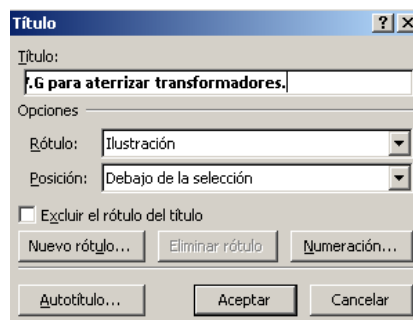 Título
Título:
.G para aterrizar transformadores.
Opciones
Rótulo: Ilustración
Posición: Debajo de la selección
Excluir el rótulo del título
Nuevo rótulo... Eliminar rótulo Numeración...
Autotítulo... Aceptar Cancelar